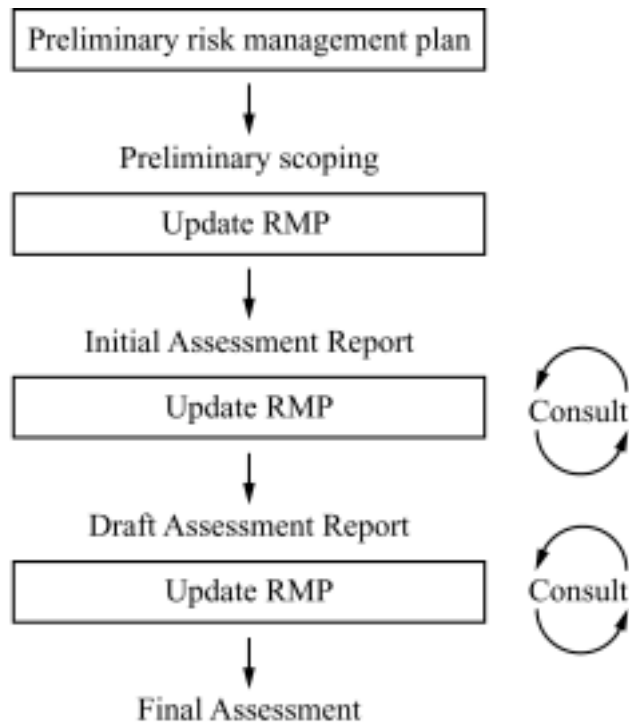 Preliminary risk management plan
Preliminary scoping
Update RMP
Initial Assessment Report
Update RMP
Consult
Draft Assessment Report
Update RMP
Consult
Final Assessment